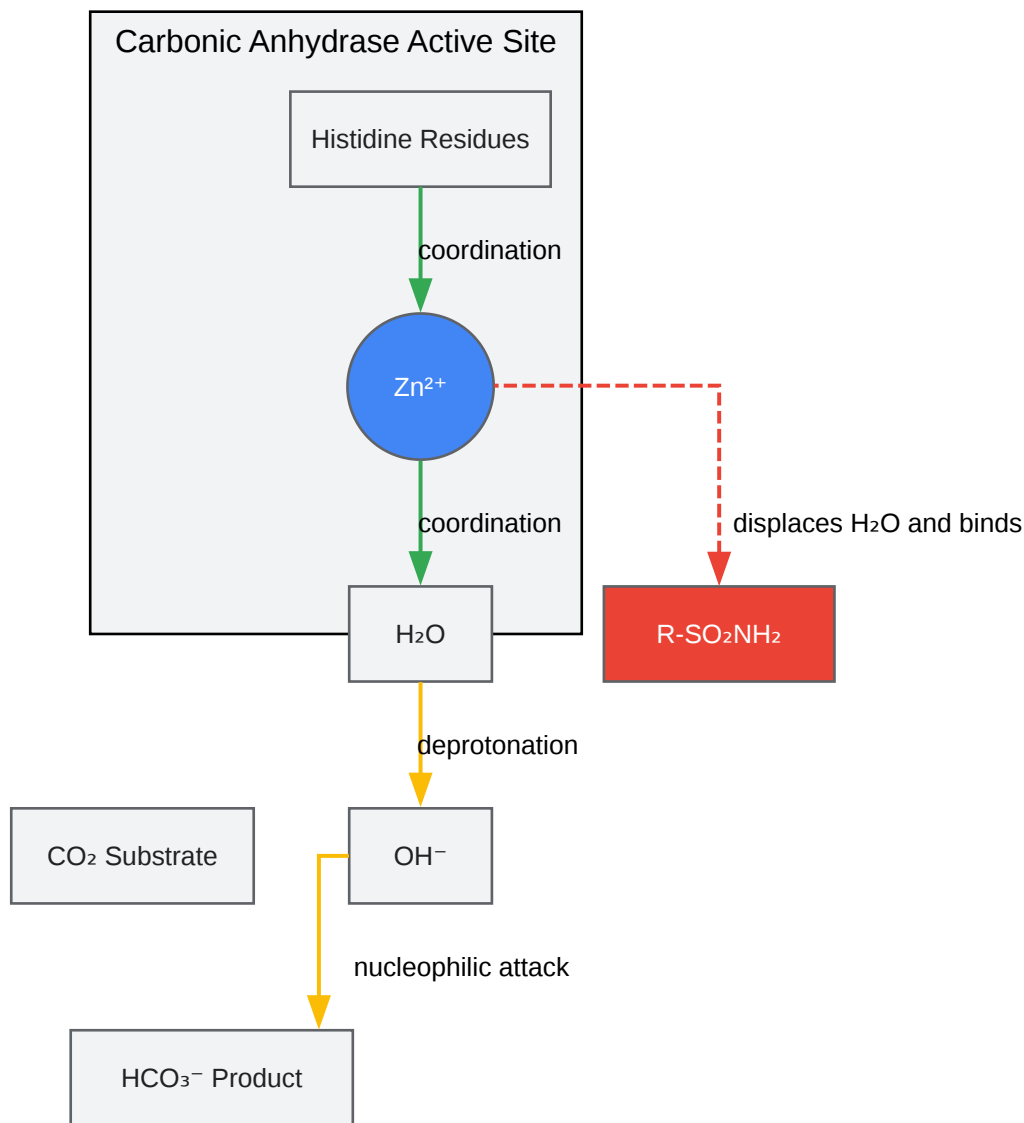 Carbonic Anhydrase Active Site
Histidine Residues
coordination
Zn²⁺
coordination
displaces H₂O and binds
H₂O
R-SO₂NH₂
deprotonation
CO₂ Substrate
OH⁻
nucleophilic attack
HCO₃⁻ Product